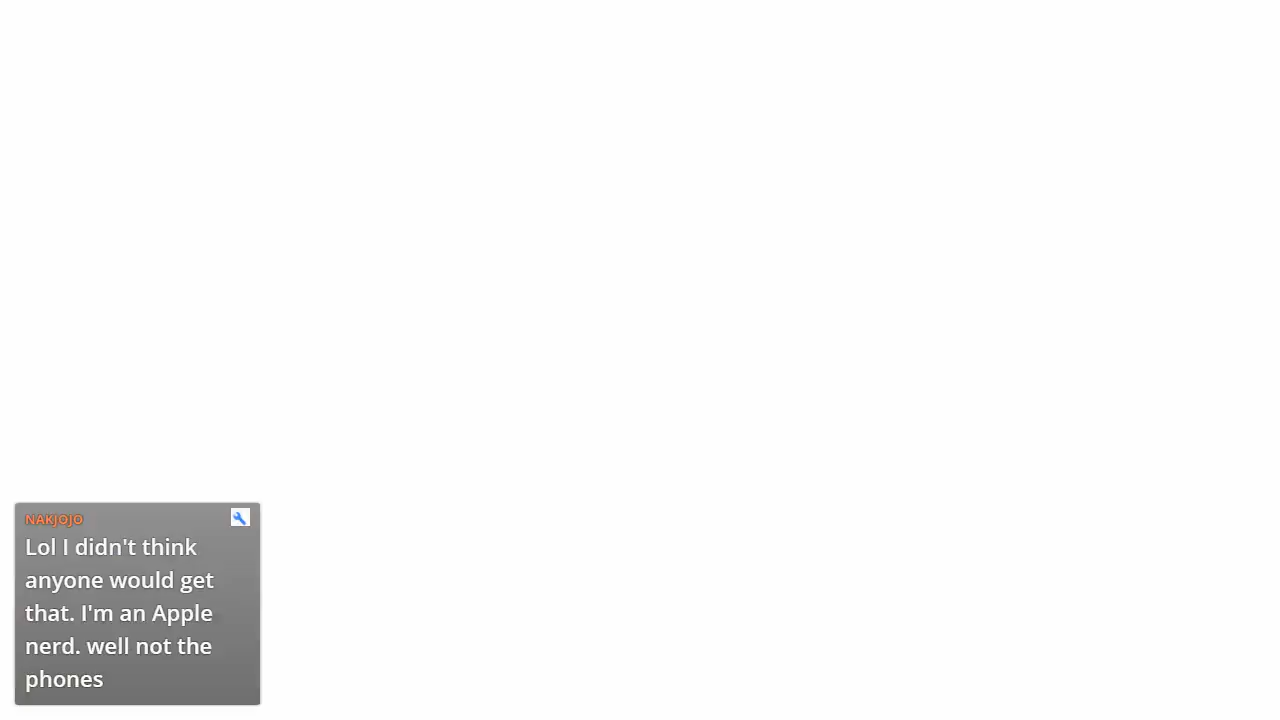 NAKJOJO
Lol I didn't think
anyone would get
that. I'm an Apple
nerd. well not the
phones